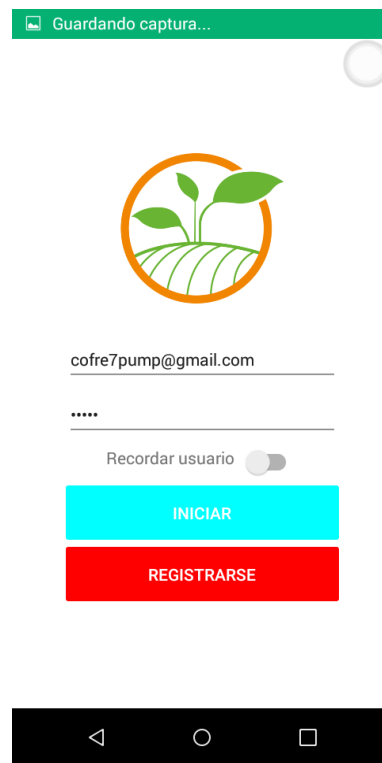 Guardando captura...
cofre7pump@gmail.com
•••••
Recordar usuario
INICIAR
REGISTRARSE